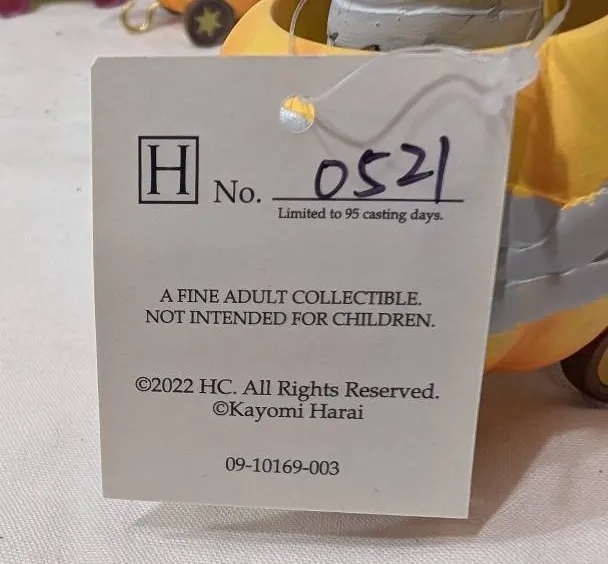 H No. 0521
Limited to 95 casting days.
A FINE ADULT COLLECTIBLE.
NOT INTENDED FOR CHILDREN.
©2022 HC. All Rights Reserved.
©Kayomi Harai
09-10169-003